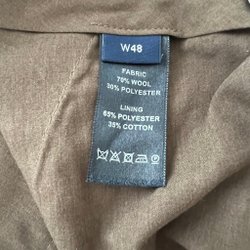 W48
FABRIC
70% WOOL
30% POLYESTER
LINING
65% POLYESTER
35% COTTON